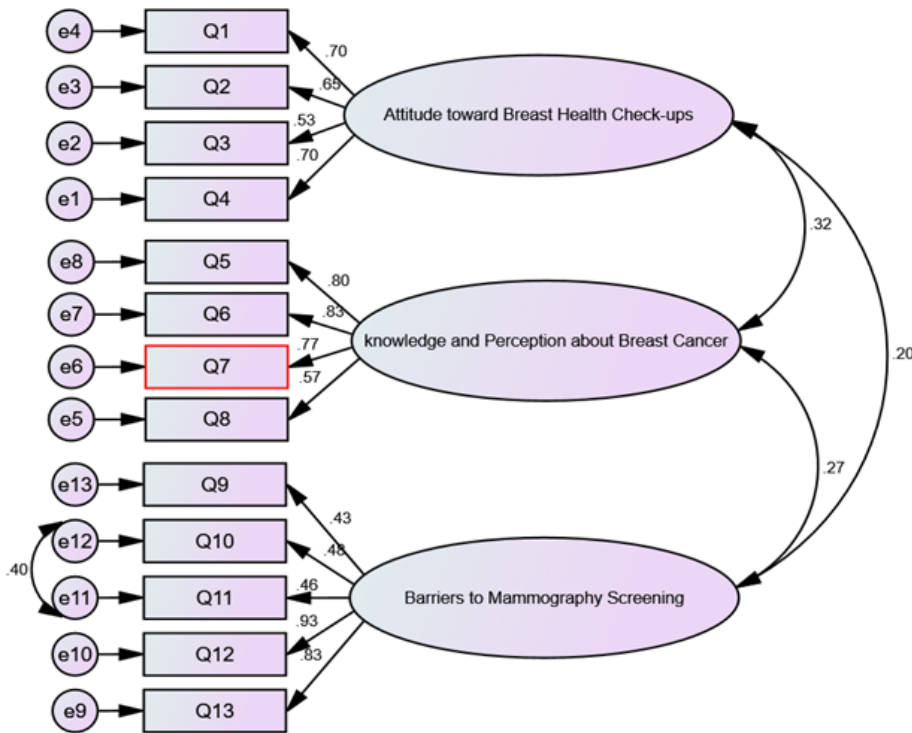 e4 Q1
.70
e3 Q2
.65
Attitude toward Breast Health Check-ups
.53
e2 Q3
.70
e1 Q4
.32
e8 Q5
.80
e7 Q6
.83
knowledge and Perception about Breast Cancer
.77
e6 Q7
.57
.20
e5 Q8
.27
e13 Q9
.43
e12 Q10
.48
.40
.46
e11 Q11
Barriers to Mammography Screening
.93
e10 Q12
.83
e9 Q13